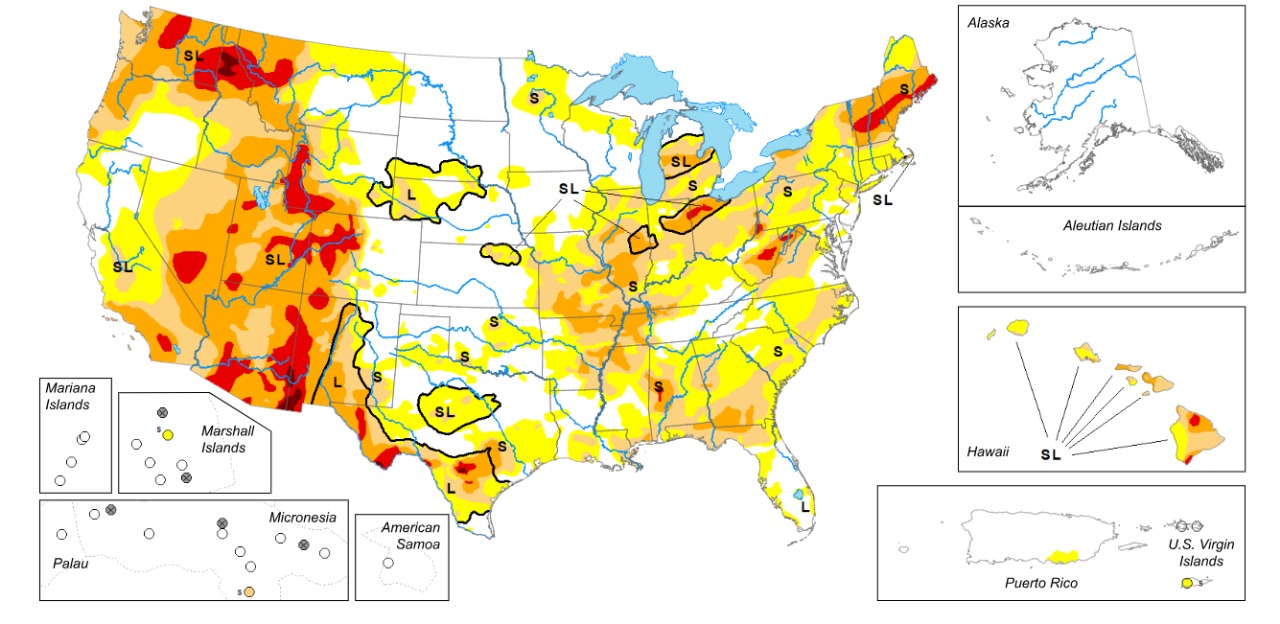 Alaska
SL
S
S
SL
L
SL
S
S
SL
Aleutian Islands
SL
SL
S
S
S
S
L
S
S
SL
S
L
L
Mariana
Islands
S
Marshall
Islands
Hawaii
SL
Micronesia
Palau
S
American
Samoa
U.S. Virgin
Islands
S
Puerto Rico